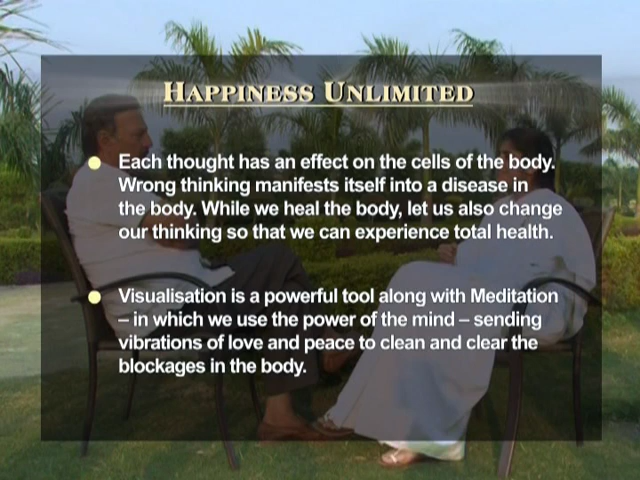 HAPPINESS UNLIMITED
Each thought has an effect on the cells of the body.
Wrong thinking manifests itself into a disease in
the body. While we heal the body, let us also change
our thinking so that we can experience total health.
Visualisation is a powerful tool along with Meditation
– in which we use the power of the mind – sending
vibrations of love and peace to clean and clear the
blockages in the body.